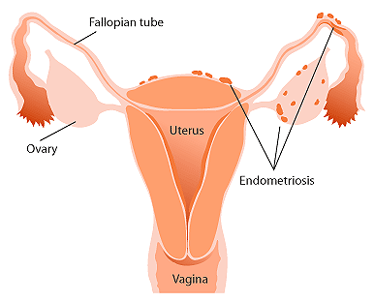 Fallopian tube
Uterus
Ovary
Endometriosis
Vagina